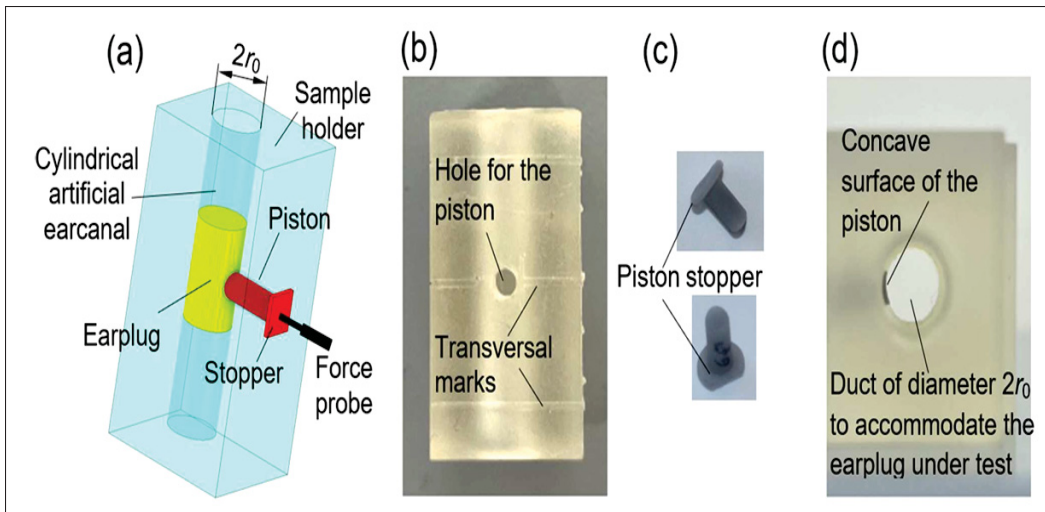 (a)
2r₀
Sample
holder
Cylindrical
artificial
earcanal
Piston
Earplug
Stopper
Force
probe
(b)
Hole for the
piston
Transversal
marks
(c)
Piston stopper
(d)
Concave
surface of the
piston
Duct of diameter 2r₀
to accommodate the
earplug under test